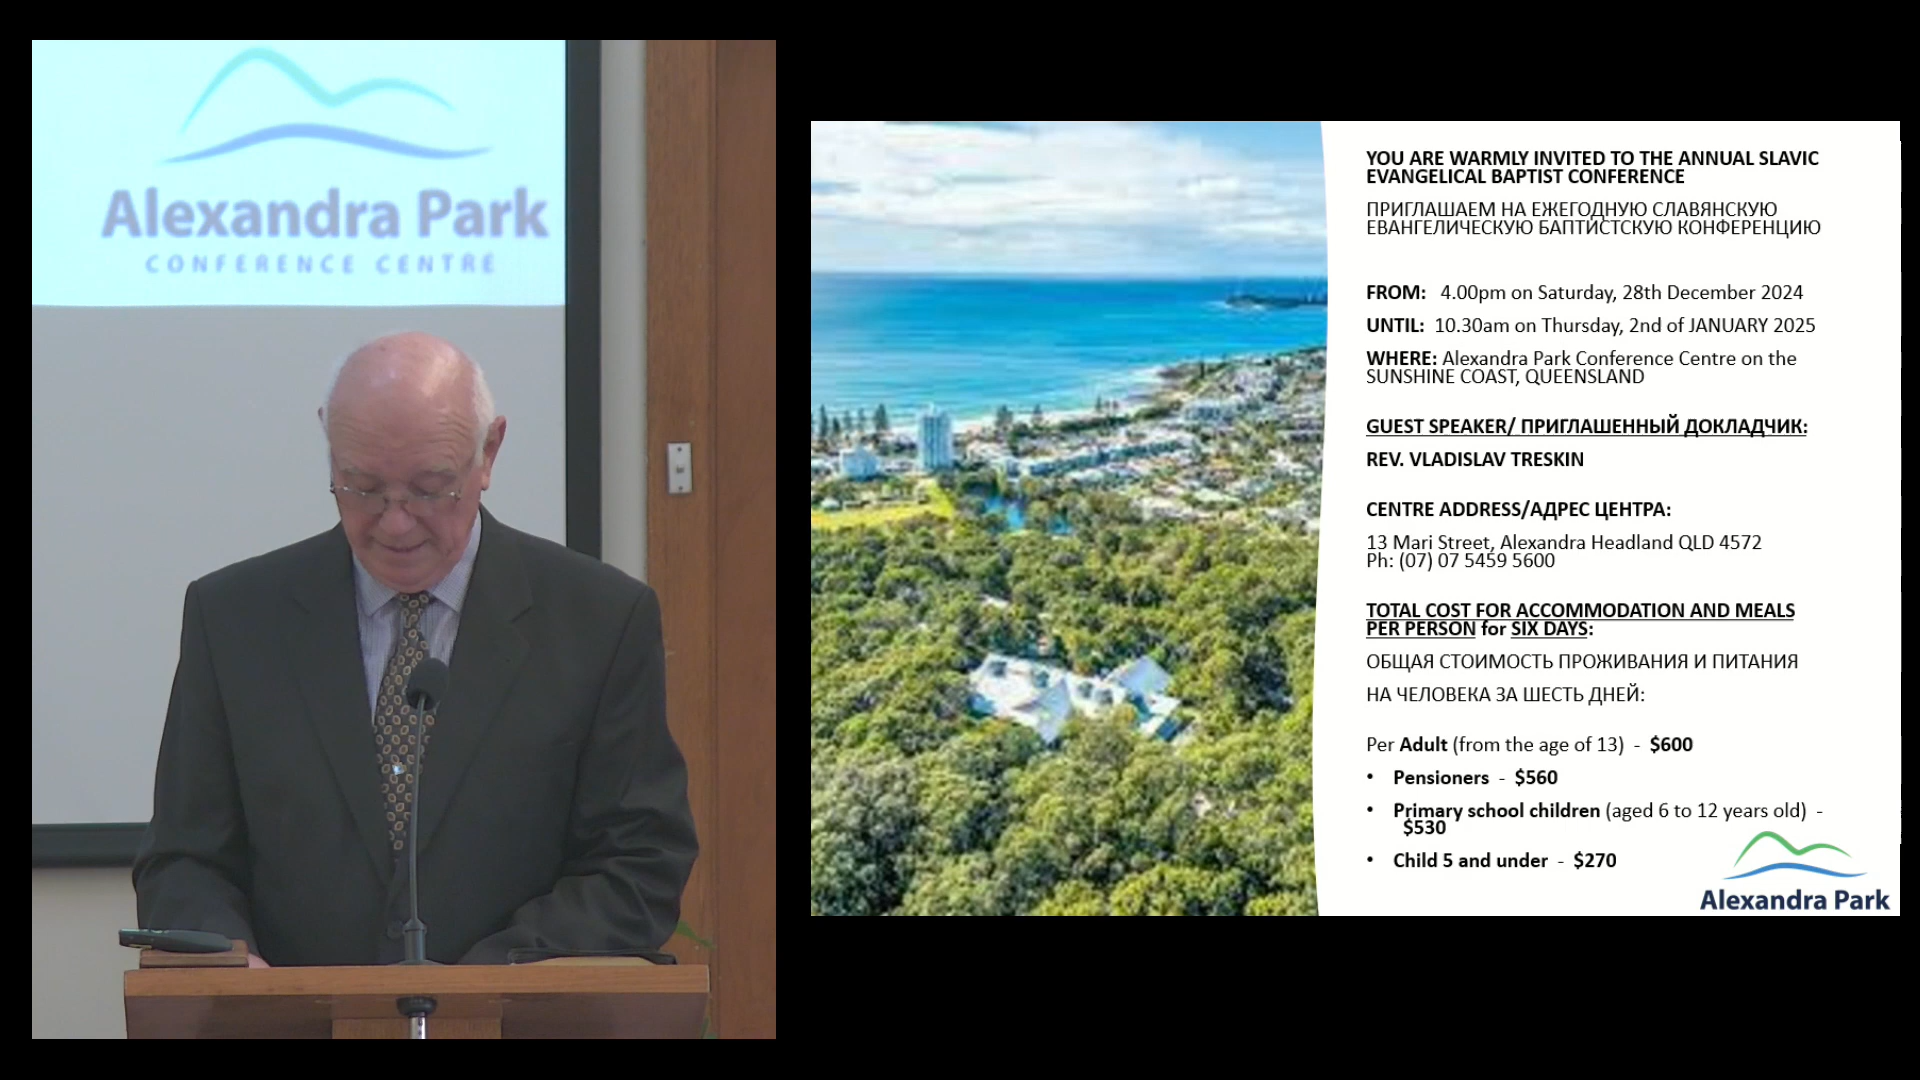 Alexandra Park
CONFERENCE CENTRE
YOU ARE WARMLY INVITED TO THE ANNUAL SLAVIC
EVANGELICAL BAPTIST CONFERENCE
ПРИГЛАШАЕМ НА ЕЖЕГОДНУЮ СЛАВЯНСКУЮ
ЕВАНГЕЛИЧЕСКУЮ БАПТИСТСКУЮ КОНФЕРЕНЦИЮ
FROM: 4.00pm on Saturday, 28th December 2024
UNTIL: 10.30am on Thursday, 2nd of JANUARY 2025
WHERE: Alexandra Park Conference Centre on the
SUNSHINE COAST, QUEENSLAND
GUEST SPEAKER/ ПРИГЛАШЕННЫЙ ДОКЛАДЧИК:
REV. VLADISLAV TRESKIN
CENTRE ADDRESS/АДРЕС ЦЕНТРА:
13 Mari Street, Alexandra Headland QLD 4572
Ph: (07) 07 5459 5600
TOTAL COST FOR ACCOMMODATION AND MEALS
PER PERSON for SIX DAYS:
ОБЩАЯ СТОИМОСТЬ ПРОЖИВАНИЯ И ПИТАНИЯ
НА ЧЕЛОВЕКА ЗА ШЕСТЬ ДНЕЙ:
Per Adult (from the age of 13) - $600
• Pensioners - $560
• Primary school children (aged 6 to 12 years old) -
$530
• Child 5 and under - $270
Alexandra Park